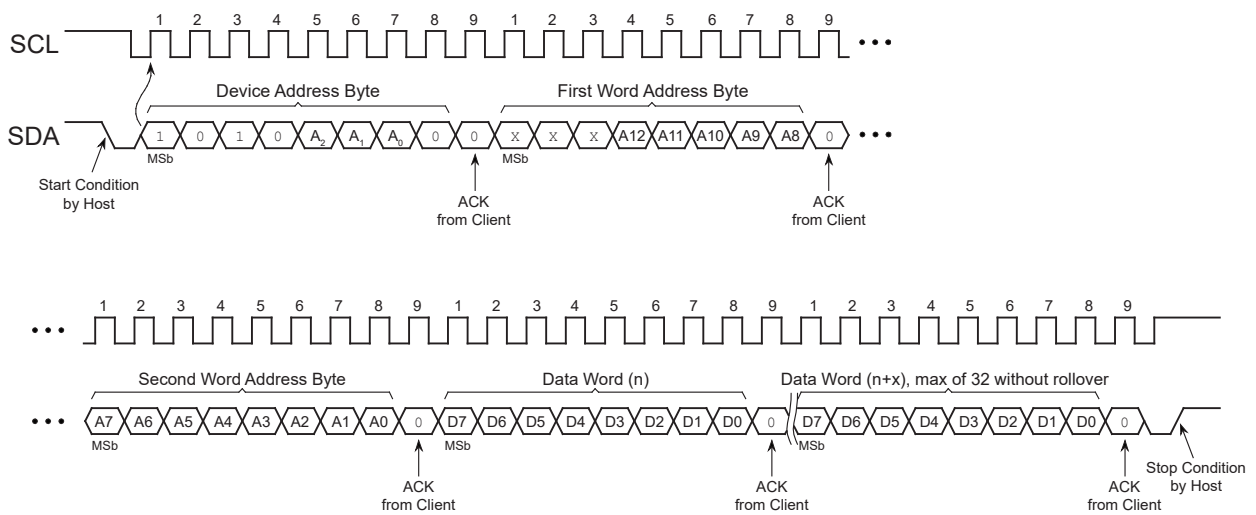 1 2 3 4 5 6 7 8 9 1 2 3 4 5 6 7 8 9
SCL •••
Device Address Byte First Word Address Byte
SDA 1 0 1 0 A2 A1 A0 0 0 X X X A12 A11 A10 A9 A8 0 •••
MSb MSb
Start Condition
by Host
ACK
from Client
ACK
from Client
1 2 3 4 5 6 7 8 9 1 2 3 4 5 6 7 8 9 1 2 3 4 5 6 7 8 9
•••
Second Word Address Byte Data Word (n) Data Word (n+x), max of 32 without rollover
••• A7 A6 A5 A4 A3 A2 A1 A0 0 D7 D6 D5 D4 D3 D2 D1 D0 0 D7 D6 D5 D4 D3 D2 D1 D0 0
MSb MSb MSb
ACK
from Client
ACK
from Client
ACK
from Client
Stop Condition
by Host